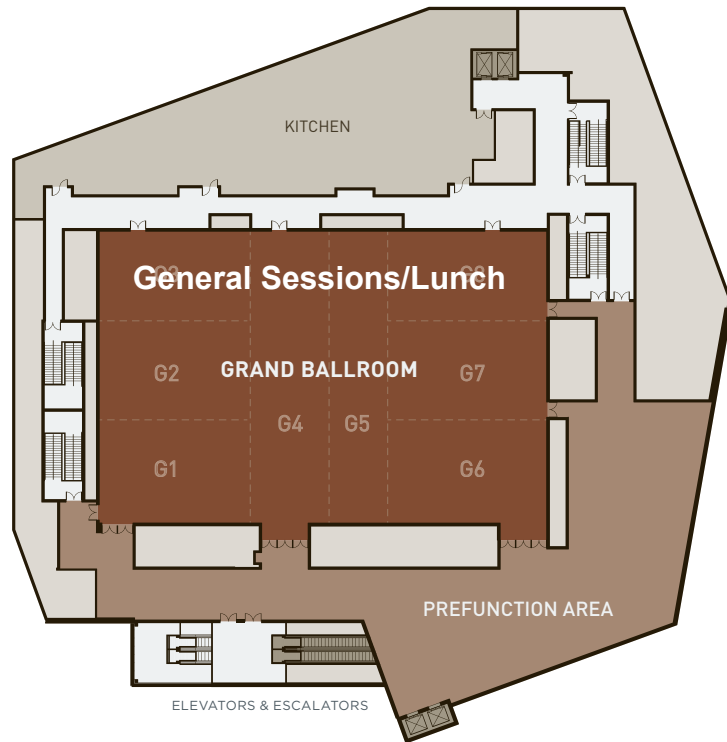 KITCHEN
General Sessions/Lunch
G2
GRAND BALLROOM
G7
G4
G5
G1
G6
PREFUNCTION AREA
ELEVATORS & ESCALATORS